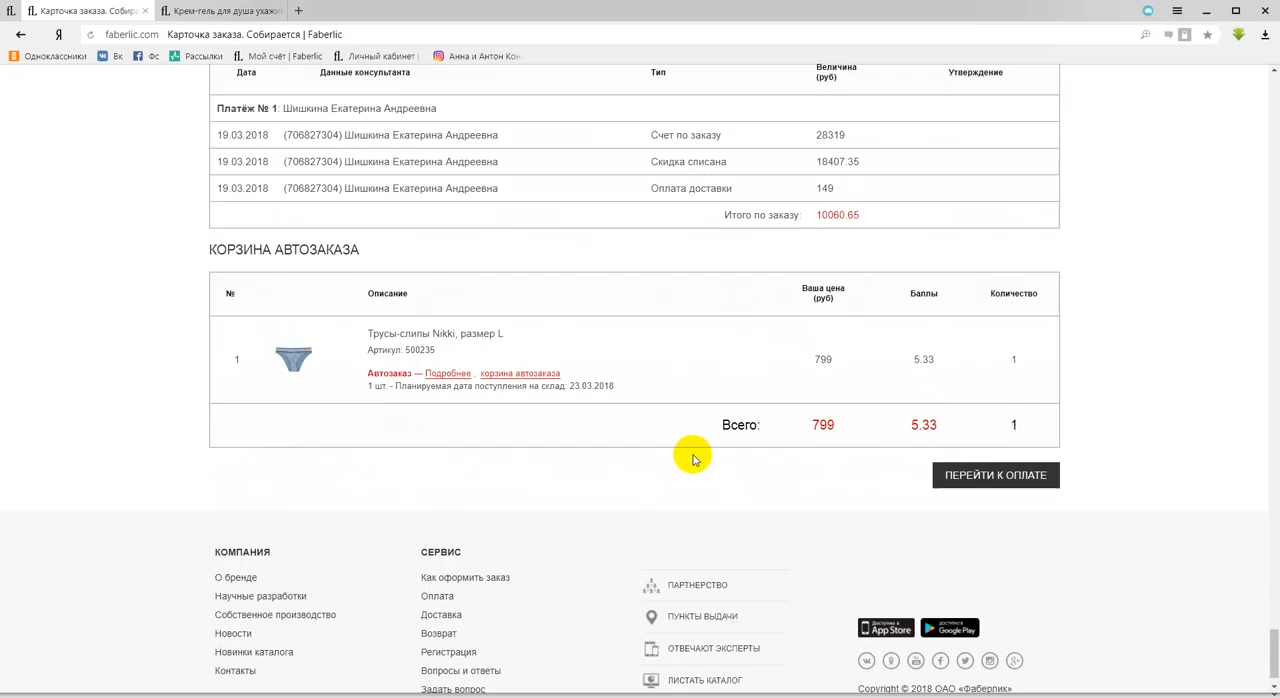 fl. fl. Карточка заказа. Собира × fl. Крем-гель для душа ухажи +
Я faberlic.com Карточка заказа. Собирается | Faberlic
Одноклассники Вк Фс Рассылки fl. Мой счёт | Faberlic fl. Личный кабинет | Анна и Антон Кон
Дата Данные консультанта Тип Величина (руб) Утверждение
Платёж № 1: Шишкина Екатерина Андреевна
19.03.2018 (706827304) Шишкина Екатерина Андреевна Счет по заказу 28319
19.03.2018 (706827304) Шишкина Екатерина Андреевна Скидка списана 18407.35
19.03.2018 (706827304) Шишкина Екатерина Андреевна Оплата доставки 149
Итого по заказу: 10060.65
КОРЗИНА АВТОЗАКАЗА
№ Описание Ваша цена (руб) Баллы Количество
Трусы-слипы Nikki, размер L
Артикул: 500235
1 799 5.33 1
Автозаказ — Подробнее , корзина автозаказа
1 шт. - Планируемая дата поступления на склад: 23.03.2018
Всего: 799 5.33 1
ПЕРЕЙТИ К ОПЛАТЕ
КОМПАНИЯ
О бренде
Научные разработки
Собственное производство
Новости
Новинки каталога
Контакты
СЕРВИС
Как оформить заказ
Оплата
Доставка
Возврат
Регистрация
Вопросы и ответы
Задать вопрос
ПАРТНЕРСТВО
ПУНКТЫ ВЫДАЧИ
ОТВЕЧАЮТ ЭКСПЕРТЫ
ЛИСТАТЬ КАТАЛОГ
Доступно в App Store
ДОСТУПНО В Google Play
Copyright © 2018 ОАО «Фаберлик»